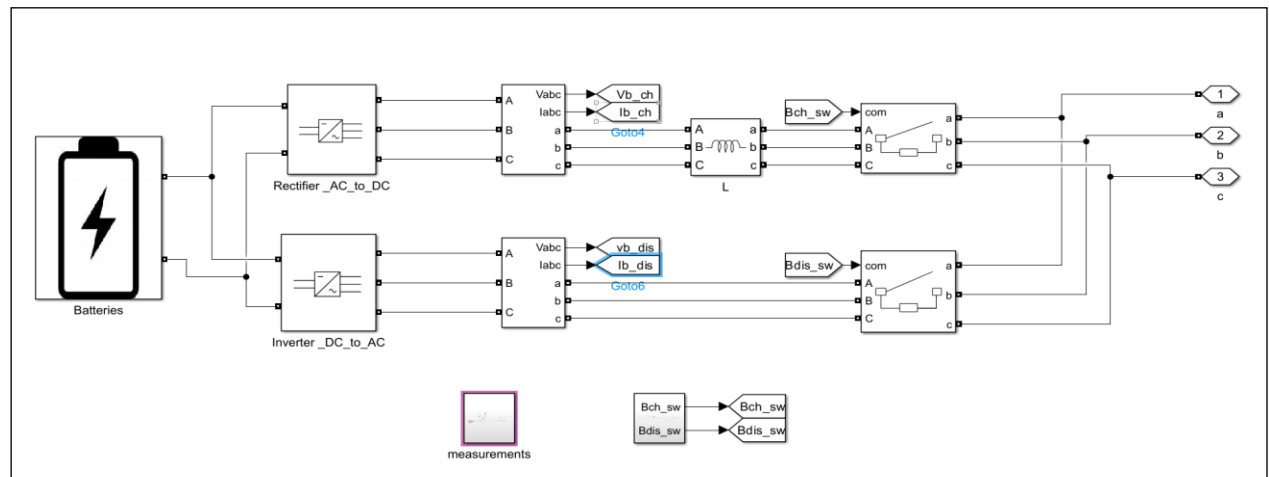 Vabc
Vb_ch
Iabc
Ib_ch
Goto4
A
B
C
a
b
c
A
B
C
a
b
c
L
Bch_sw
com
A
B
C
a
b
c
1
a
2
b
3
c
Rectifier _AC_to_DC
Batteries
Vabc
vb_dis
Iabc
Ib_dis
Goto6
A
B
C
a
b
c
Bdis_sw
com
A
B
C
a
b
c
Inverter _DC_to_AC
measurements
Bch_sw
Bch_sw
Bdis_sw
Bdis_sw